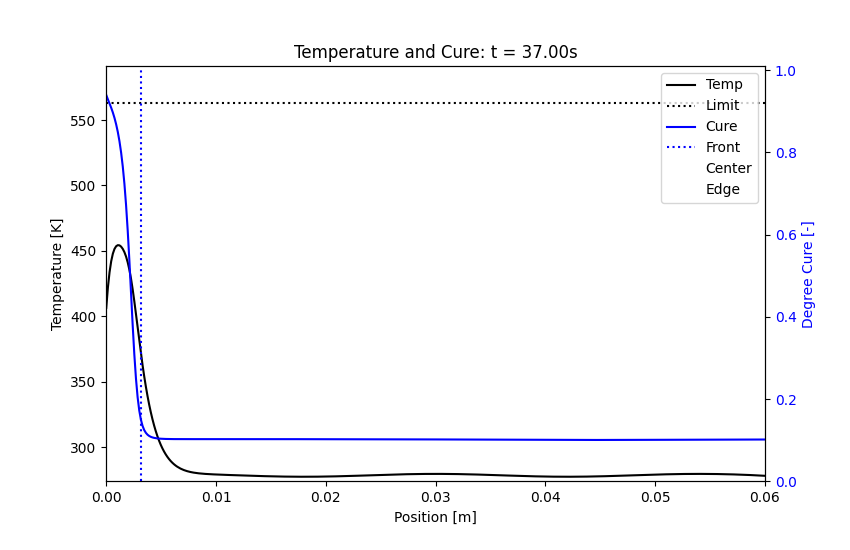 Temperature and Cure: t = 37.00s
Temp
Limit
Cure
Front
Center
Edge
550
500
450
400
350
300
Temperature [K]
1.0
0.8
0.6
0.4
0.2
0.0
Degree Cure [-]
0.00 0.01 0.02 0.03 0.04 0.05 0.06
Position [m]